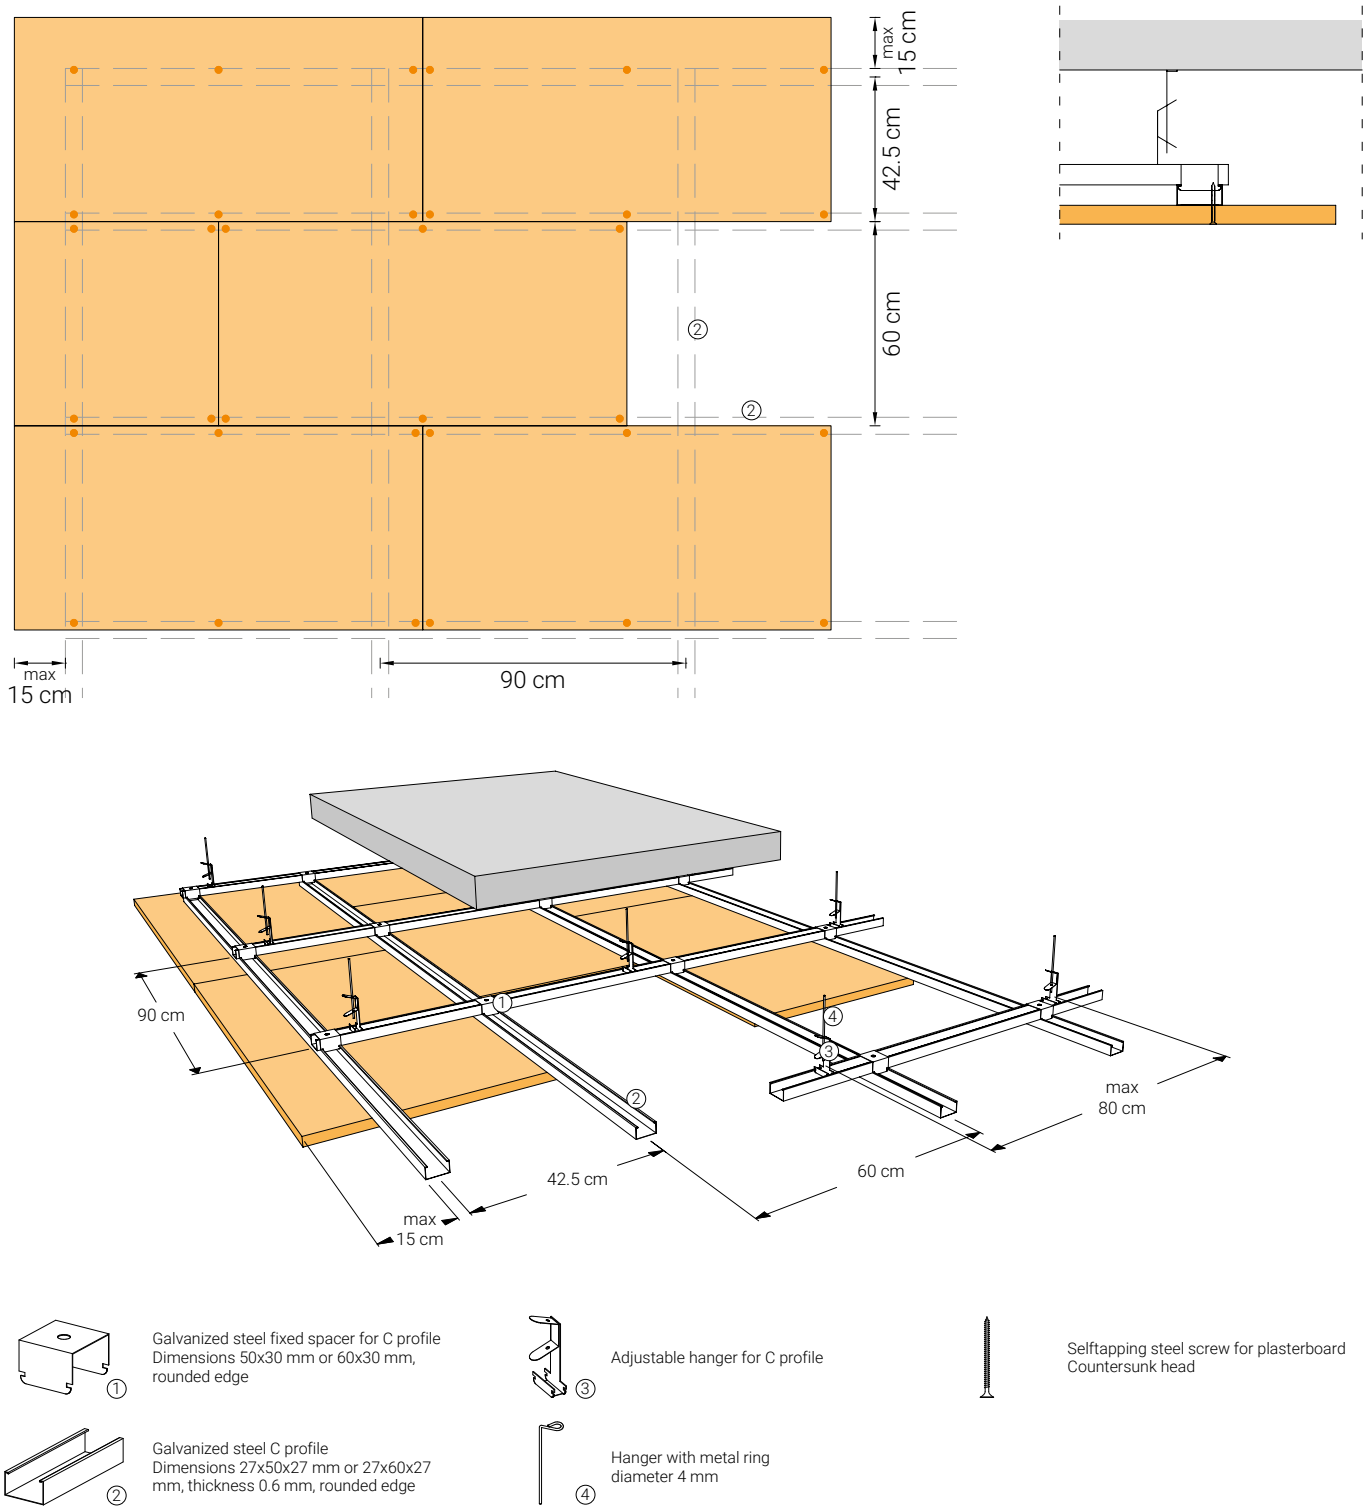 max
15 cm
42.5 cm
60 cm
2
2
max
15 cm
90 cm
90 cm
1
2
3
4
max
80 cm
60 cm
42.5 cm
max
15 cm
Galvanized steel fixed spacer for C profile
Dimensions 50x30 mm or 60x30 mm,
rounded edge
1
Adjustable hanger for C profile
3
Selftapping steel screw for plasterboard
Countersunk head
Galvanized steel C profile
Dimensions 27x50x27 mm or 27x60x27
mm, thickness 0.6 mm, rounded edge
2
Hanger with metal ring
diameter 4 mm
4